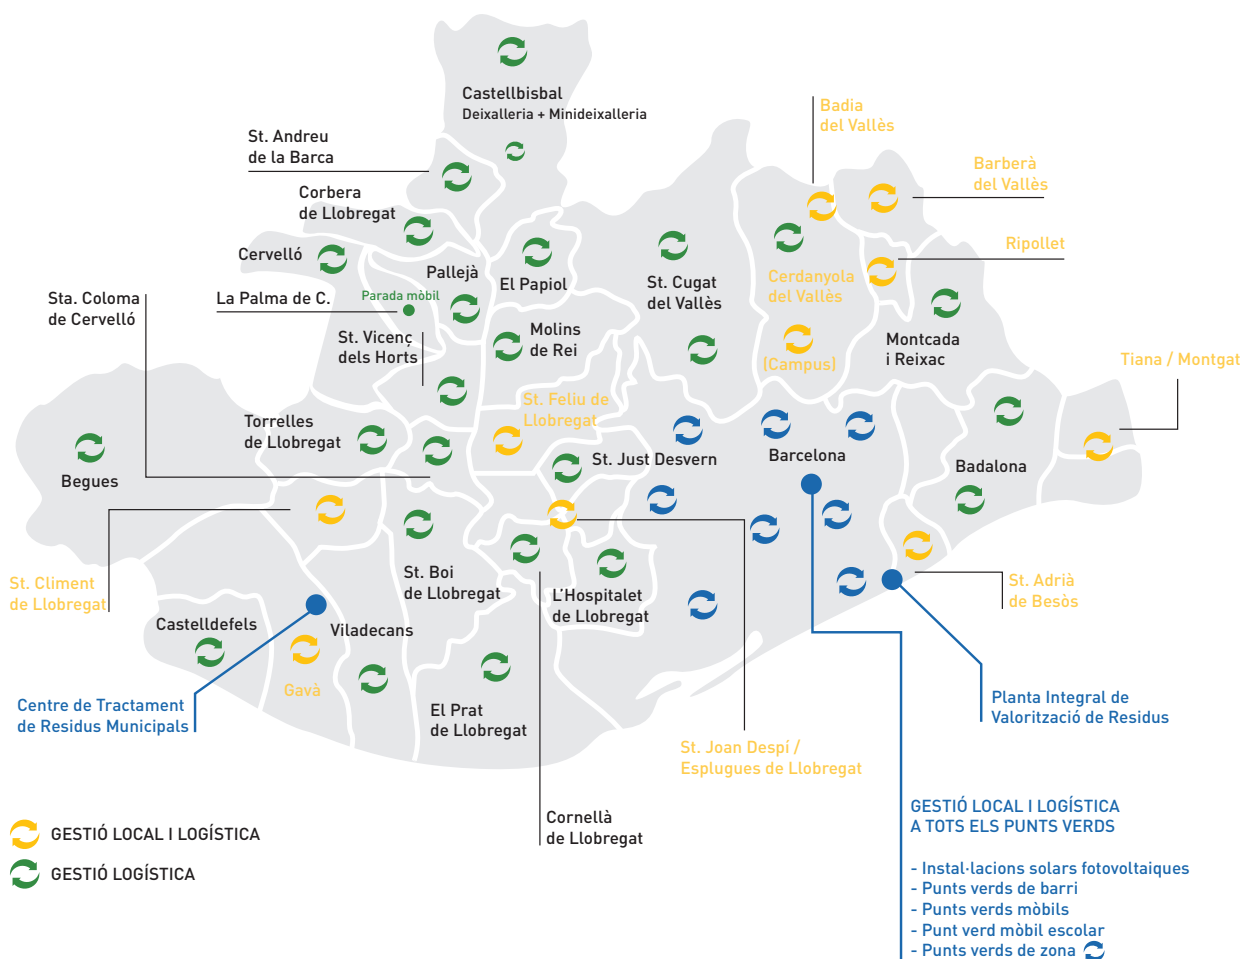 Castellbisbal
Deixalleria + Minideixalleria
Badia
del Vallès
St. Andreu
de la Barca
Barberà
del Vallès
Corbera
de Llobregat
Ripollet
Cervelló
Pallejà
El Papiol
St. Cugat
del Vallès
Cerdanyola
del Vallès
Sta. Coloma
de Cervelló
La Palma de C.
Parada mòbil
St. Vicenç
dels Horts
Molins
de Rei
Montcada
i Reixac
(Campus)
Tiana / Montgat
St. Feliu de
Llobregat
Torrelles
de Llobregat
Begues
St. Just Desvern
Barcelona
Badalona
St. Climent
de Llobregat
St. Boi
de Llobregat
L'Hospitalet
de Llobregat
St. Adrià
de Besòs
Castelldefels
Viladecans
Gavà
Centre de Tractament
de Residus Municipals
El Prat
de Llobregat
Planta Integral de
Valorització de Residus
St. Joan Despí /
Esplugues de Llobregat
Cornellà
de Llobregat
GESTIÓ LOCAL I LOGÍSTICA
GESTIÓ LOGÍSTICA
GESTIÓ LOCAL I LOGÍSTICA
A TOTS ELS PUNTS VERDS
- Instal·lacions solars fotovoltaiques
- Punts verds de barri
- Punts verds mòbils
- Punt verd mòbil escolar
- Punts verds de zona